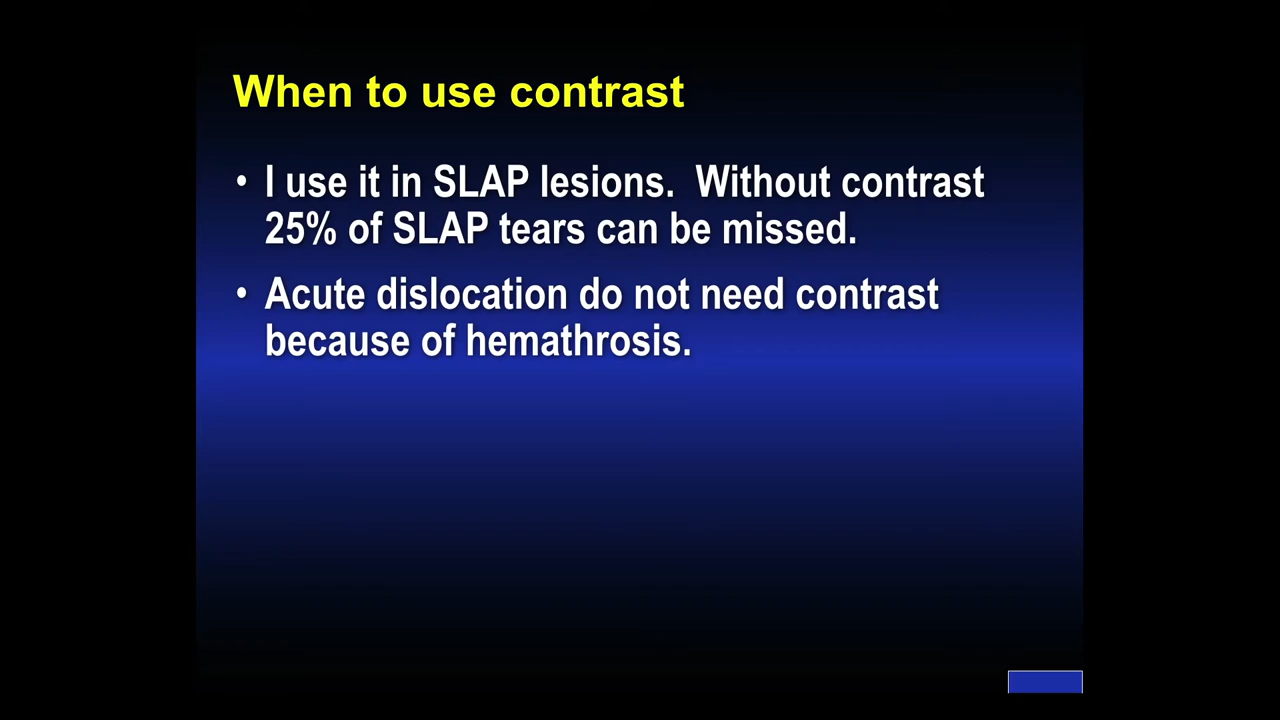 When to use contrast
• I use it in SLAP lesions.  Without contrast
25% of SLAP tears can be missed.
• Acute dislocation do not need contrast
because of hemathrosis.